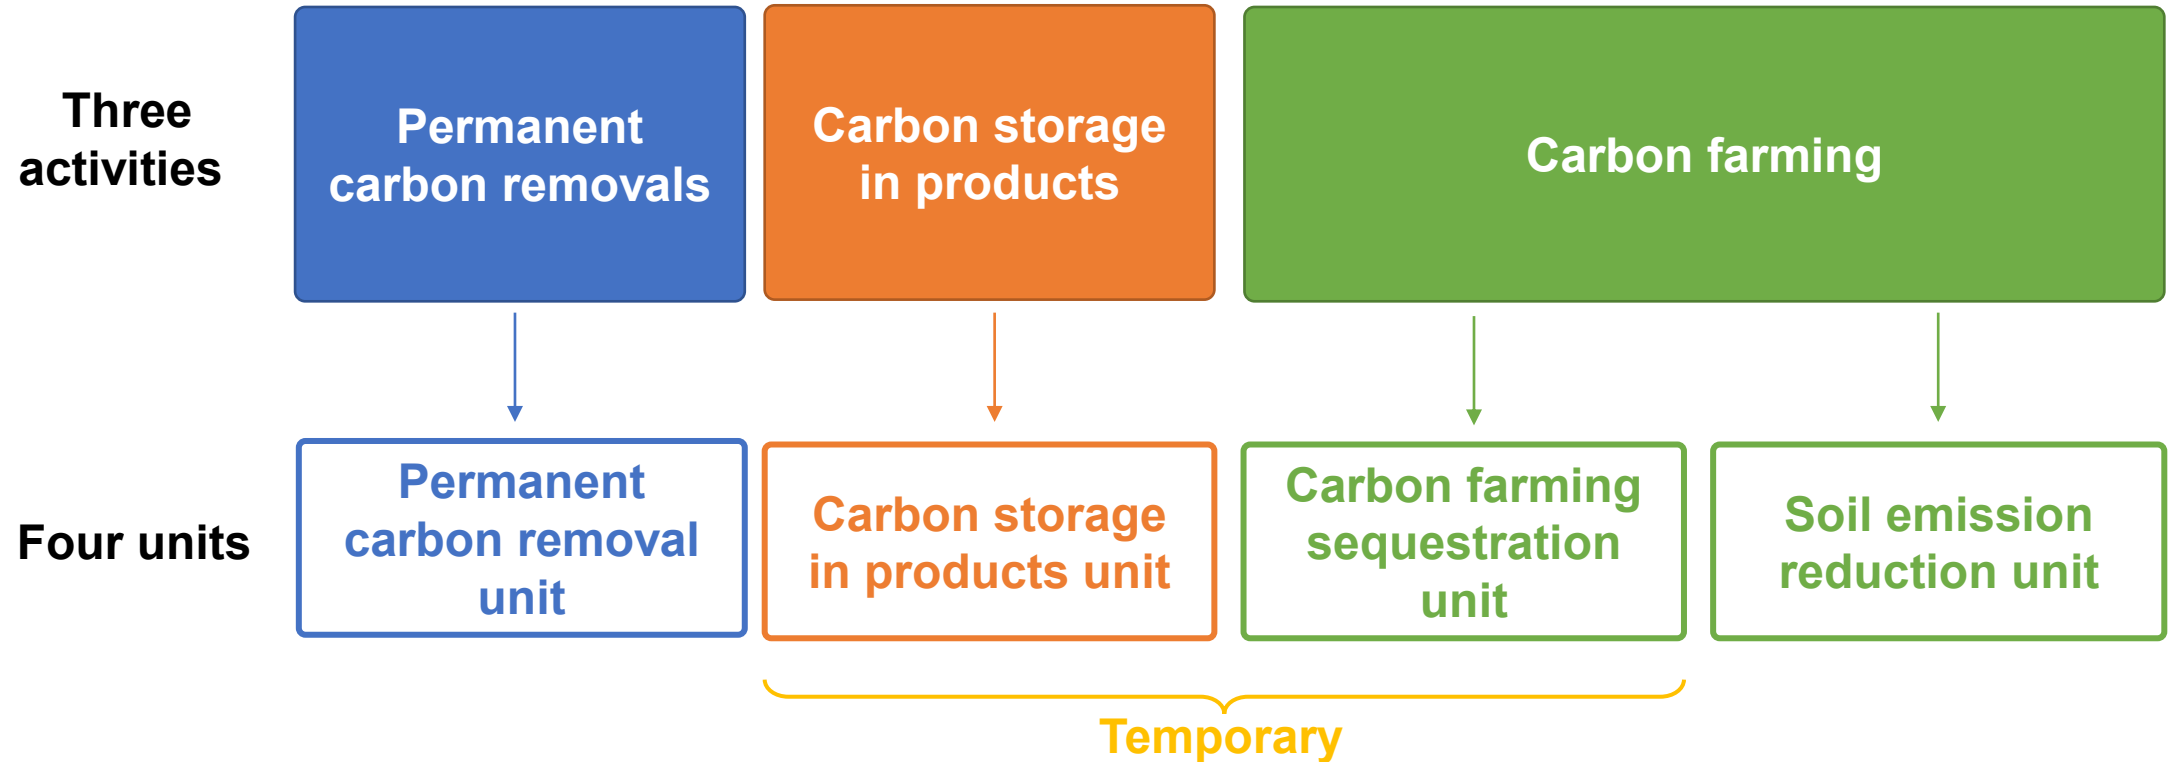 Three
activities
Permanent
carbon removals
Carbon storage
in products
Carbon farming
Four units
Permanent
carbon removal
unit
Carbon storage
in products unit
Carbon farming
sequestration
unit
Soil emission
reduction unit
Temporary